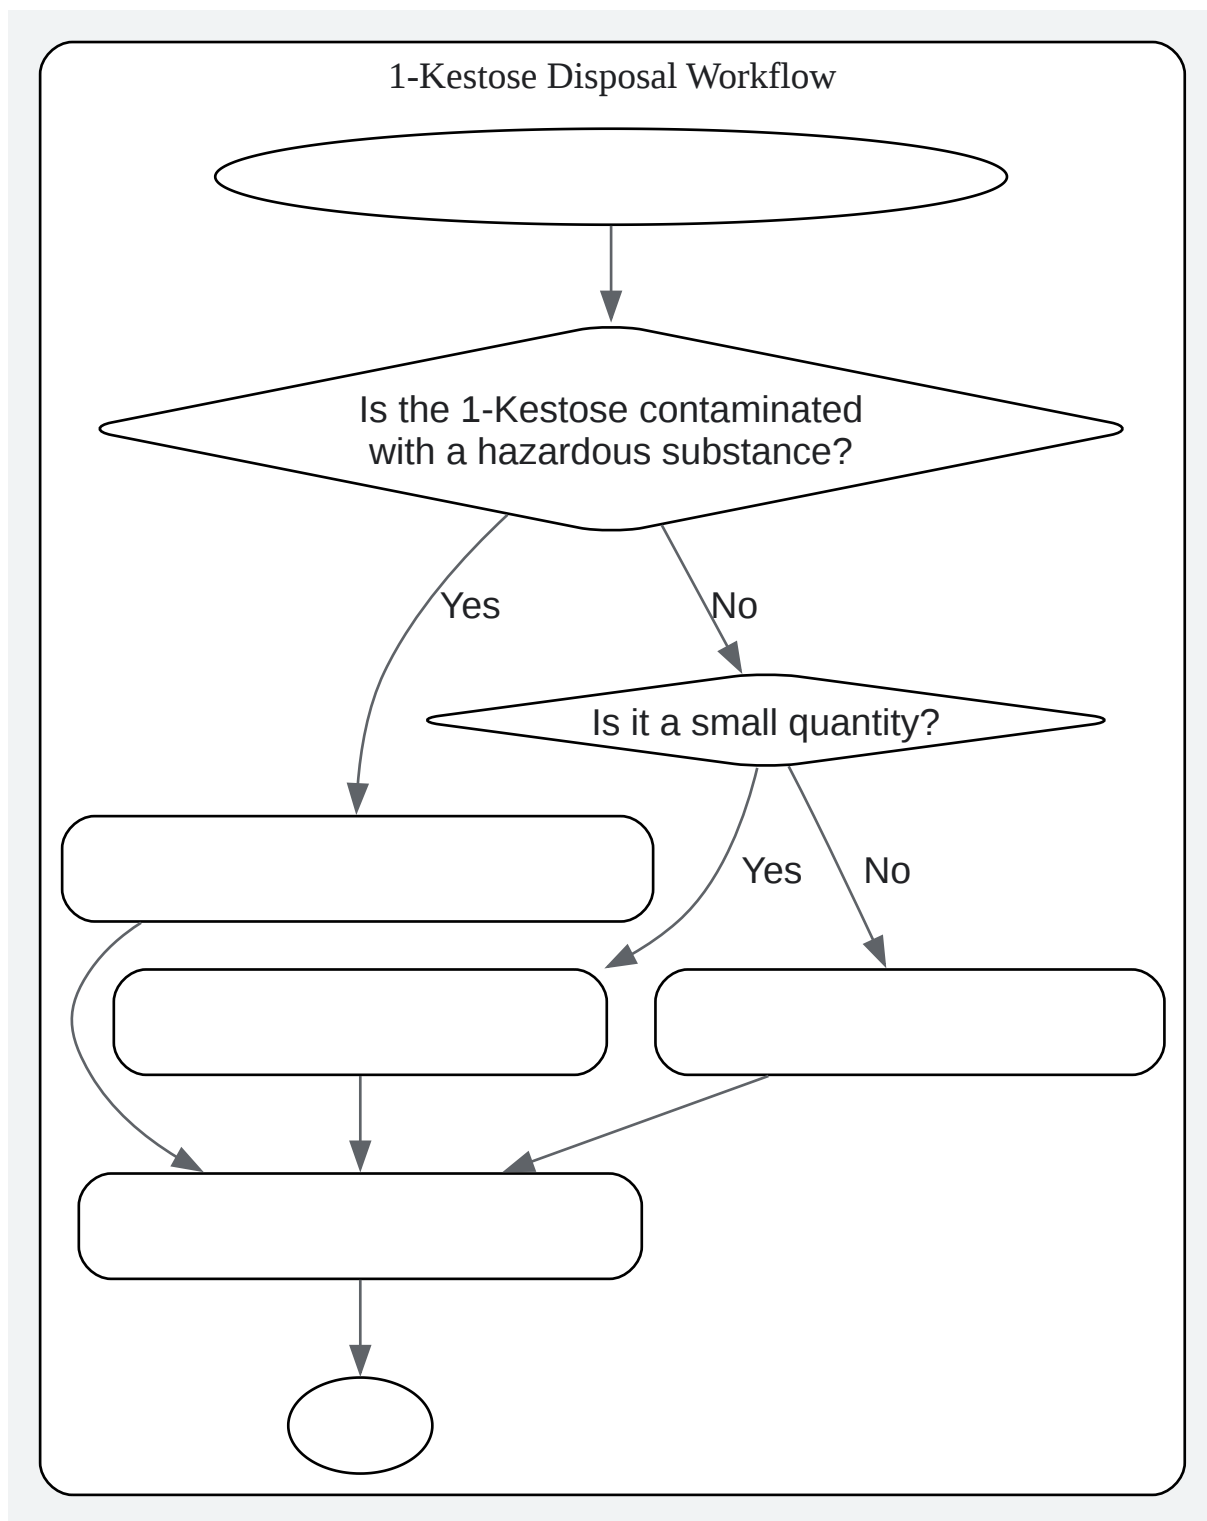 1-Kestose Disposal Workflow
Is the 1-Kestose contaminated
with a hazardous substance?
Yes
No
Is it a small quantity?
Yes
No